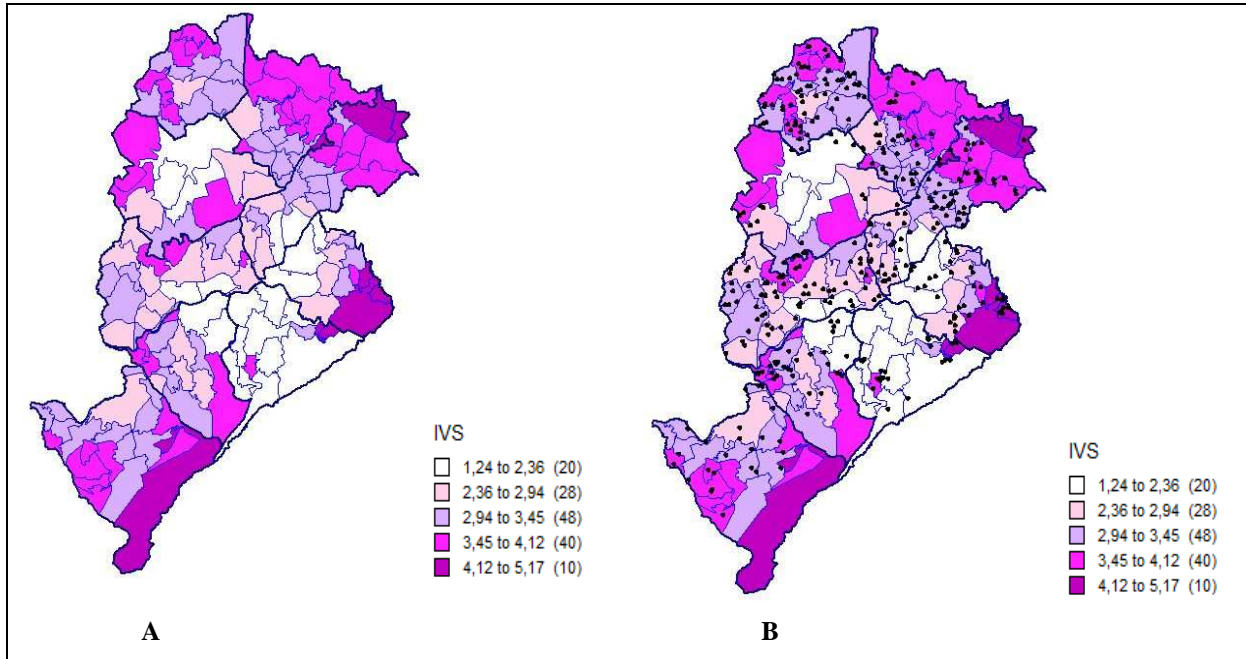 IVS
1,24 to 2,36 (20)
2,36 to 2,94 (28)
2,94 to 3,45 (48)
3,45 to 4,12 (40)
4,12 to 5,17 (10)
A
IVS
1,24 to 2,36 (20)
2,36 to 2,94 (28)
2,94 to 3,45 (48)
3,45 to 4,12 (40)
4,12 to 5,17 (10)
B